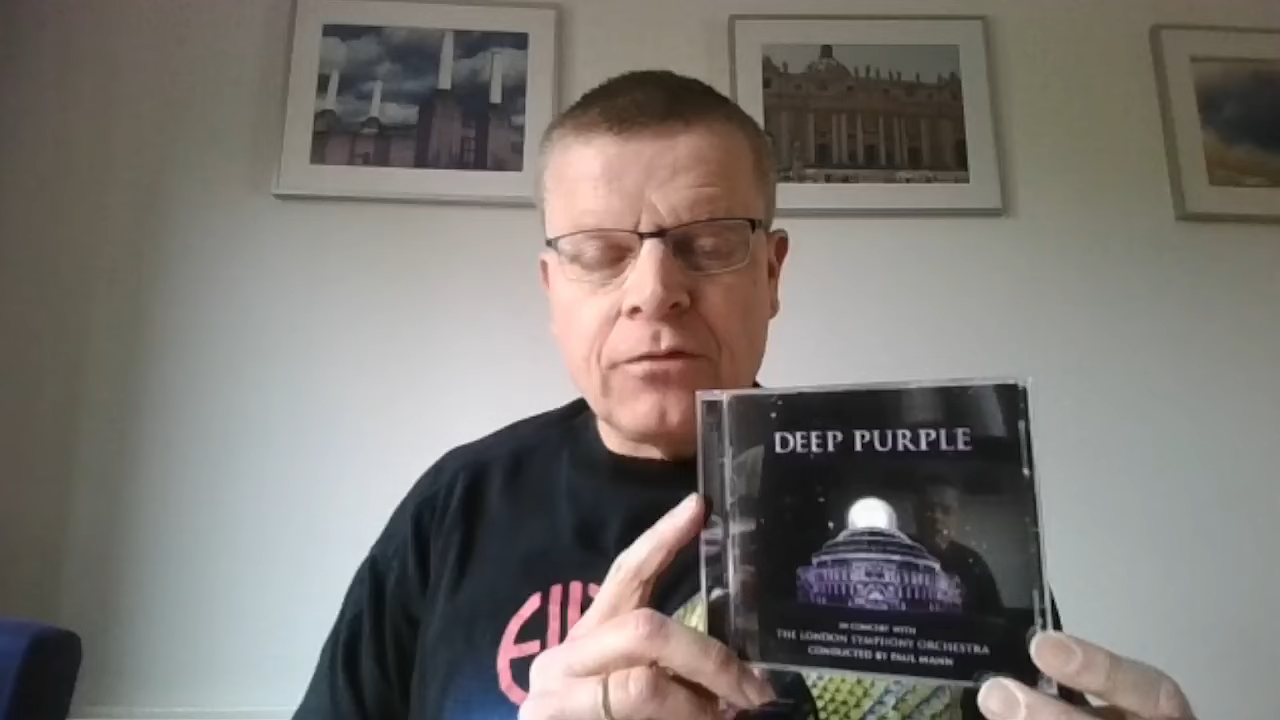 DEEP PURPLE
IN CONCERT WITH
THE LONDON SYMPHONY ORCHESTRA
CONDUCTED BY PAUL MANN